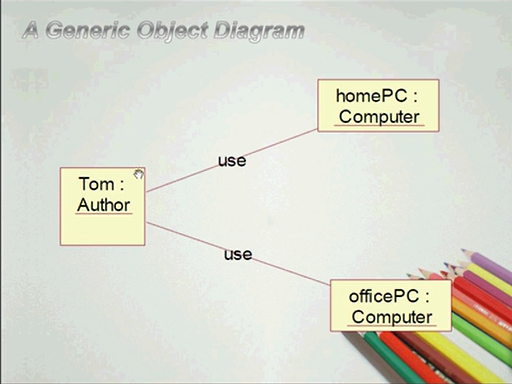 A Generic Object Diagram
homePC :
Computer
use
Tom :
Author
use
officePC :
Computer